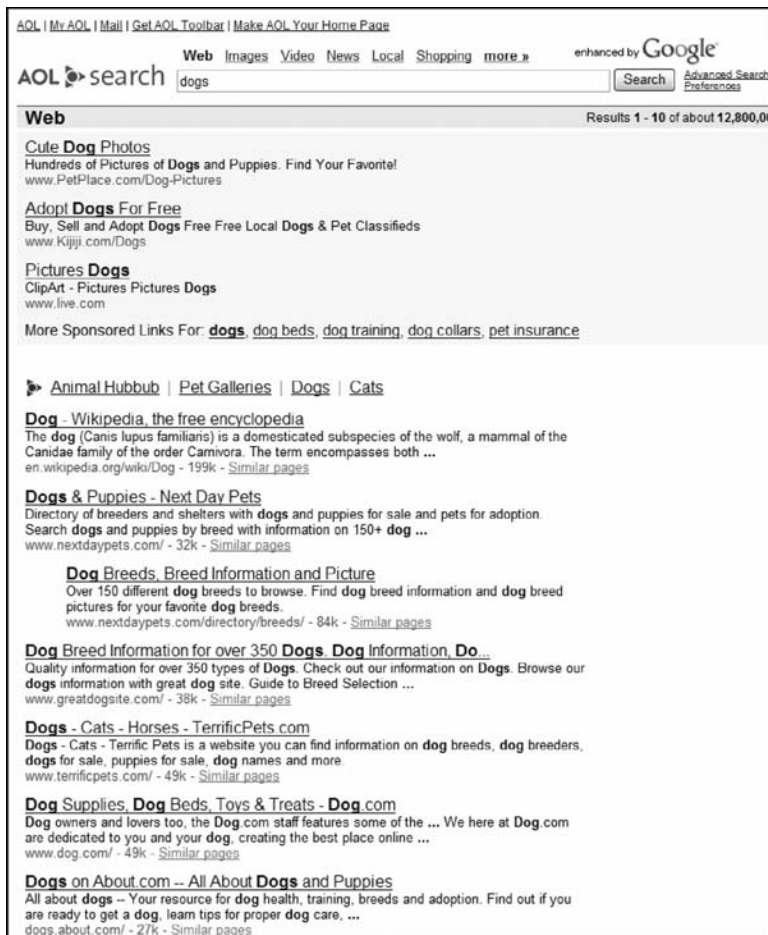 AOL | My AOL | Mail | Get AOL Toolbar | Make AOL Your Home Page
Web Images Video News Local Shopping more »
enhanced by Google
AOL search
dogs
Search
Advanced Search
Preferences
Web
Results 1 - 10 of about 12,800,00
Cute Dog Photos
Hundreds of Pictures of Dogs and Puppies. Find Your Favorite!
www.PetPlace.com/Dog-Pictures
Adopt Dogs For Free
Buy, Sell and Adopt Dogs Free Free Local Dogs & Pet Classifieds
www.Kijiji.com/Dogs
Pictures Dogs
ClipArt - Pictures Pictures Dogs
www.live.com
More Sponsored Links For: dogs, dog beds, dog training, dog collars, pet insurance
Animal Hubbub | Pet Galleries | Dogs | Cats
Dog - Wikipedia, the free encyclopedia
The dog (Canis lupus familiaris) is a domesticated subspecies of the wolf, a mammal of the
Canidae family of the order Carnivora. The term encompasses both ...
en.wikipedia.org/wiki/Dog - 199k - Similar pages
Dogs & Puppies - Next Day Pets
Directory of breeders and shelters with dogs and puppies for sale and pets for adoption.
Search dogs and puppies by breed with information on 150+ dog ...
www.nextdaypets.com/ - 32k - Similar pages
Dog Breeds, Breed Information and Picture
Over 150 different dog breeds to browse. Find dog breed information and dog breed
pictures for your favorite dog breeds.
www.nextdaypets.com/directory/breeds/ - 84k - Similar pages
Dog Breed Information for over 350 Dogs. Dog Information, Do...
Quality information for over 350 types of Dogs. Check out our information on Dogs. Browse our
dogs information with great dog site. Guide to Breed Selection ...
www.greatdogsite.com/ - 38k - Similar pages
Dogs - Cats - Horses - TerrificPets.com
Dogs - Cats - Terrific Pets is a website you can find information on dog breeds, dog breeders,
dogs for sale, puppies for sale, dog names and more.
www.terrificpets.com/ - 49k - Similar pages
Dog Supplies, Dog Beds, Toys & Treats - Dog.com
Dog owners and lovers too, the Dog.com staff features some of the ... We here at Dog.com
are dedicated to you and your dog, creating the best place online ...
www.dog.com/ - 49k - Similar pages
Dogs on About.com -- All About Dogs and Puppies
All about dogs -- Your resource for dog health, training, breeds and adoption. Find out if you
are ready to get a dog, learn tips for proper dog care, ...
dogs.about.com/ - 27k - Similar pages